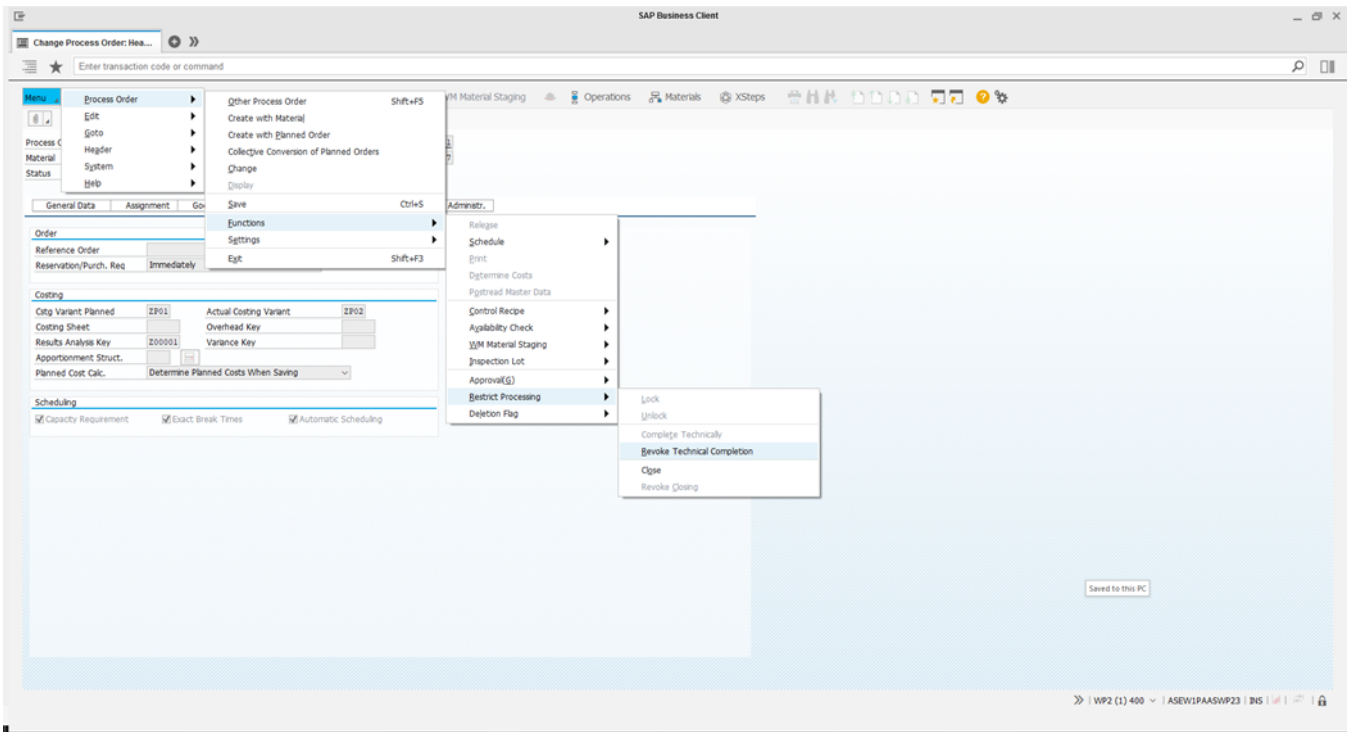 SAP Business Client
Change Process Order: Hea...
Enter transaction code or command
Menu
Process Order
Edit
Goto
Header
System
Help
Other Process Order Shift+F5
Create with Material
Create with Planned Order
Collective Conversion of Planned Orders
Change
Display
Save Ctrl+S
Functions
Settings
Exit Shift+F3
Material Staging Operations Materials XSteps
Process
Material
Status
General Data Assignment Administr.
Order
Reference Order
Reservation/Purch. Req Immediately
Costing
Cstg Variant Planned ZP01 Actual Costing Variant ZP02
Costing Sheet Overhead Key
Results Analysis Key Z00001 Variance Key
Apportionment Struct.
Planned Cost Calc. Determine Planned Costs When Saving
Scheduling
Capacity Requirement Exact Break Times Automatic Scheduling
Release
Schedule
Print
Determine Costs
Postread Master Data
Control Recipe
Availability Check
WM Material Staging
Inspection Lot
Approval(G)
Restrict Processing
Deletion Flag
Lock
Unlock
Complete Technically
Revoke Technical Completion
Close
Revoke Closing
Saved to this PC
WP2 (1) 400 ASEW1PAASWP23 INS